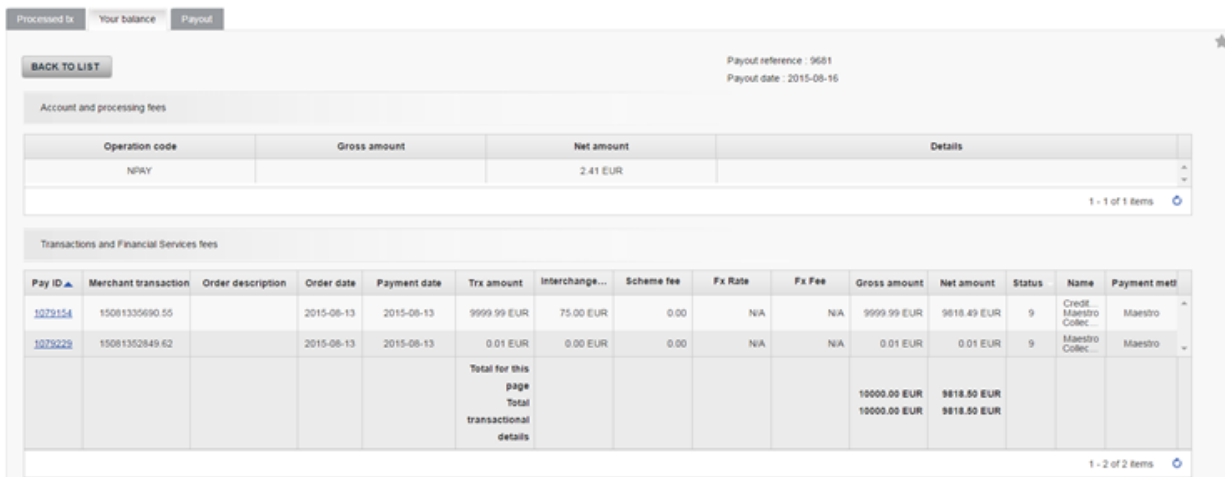 Processed tx Your balance Payout
BACK TO LIST
Payout reference : 9681
Payout date : 2015-08-16
Account and processing fees
Operation code Gross amount Net amount Details
NPAY 2.41 EUR
1 - 1 of 1 items
Transactions and Financial Services fees
Pay ID Merchant transaction Order description Order date Payment date Trx amount Interchange... Scheme fee Fx Rate Fx Fee Gross amount Net amount Status Name Payment meth
1079154 15081335690.55 2015-08-13 2015-08-13 9999.99 EUR 75.00 EUR 0.00 N/A N/A 9999.99 EUR 9818.49 EUR 9 Credit... Maestro Collec... Maestro
1079229 15081352849.62 2015-08-13 2015-08-13 0.01 EUR 0.00 EUR 0.00 N/A N/A 0.01 EUR 0.01 EUR 9 Maestro Collec... Maestro
Total for this
page
Total
transactional
details
10000.00 EUR 9818.50 EUR
10000.00 EUR 9818.50 EUR
1 - 2 of 2 items